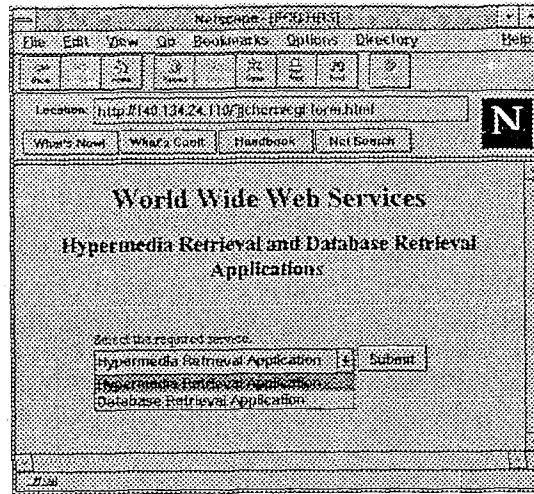 Netscape - [FCU HRS]
File Edit View Go Bookmarks Options Directory Help
Location:
What's New! What's Cool! Handbook Net Search
N
World Wide Web Services
Hypermedia Retrieval and Database Retrieval
Applications
Select the required service:
Hypermedia Retrieval Application Submit
Hypermedia Retrieval Application
Database Retrieval Application